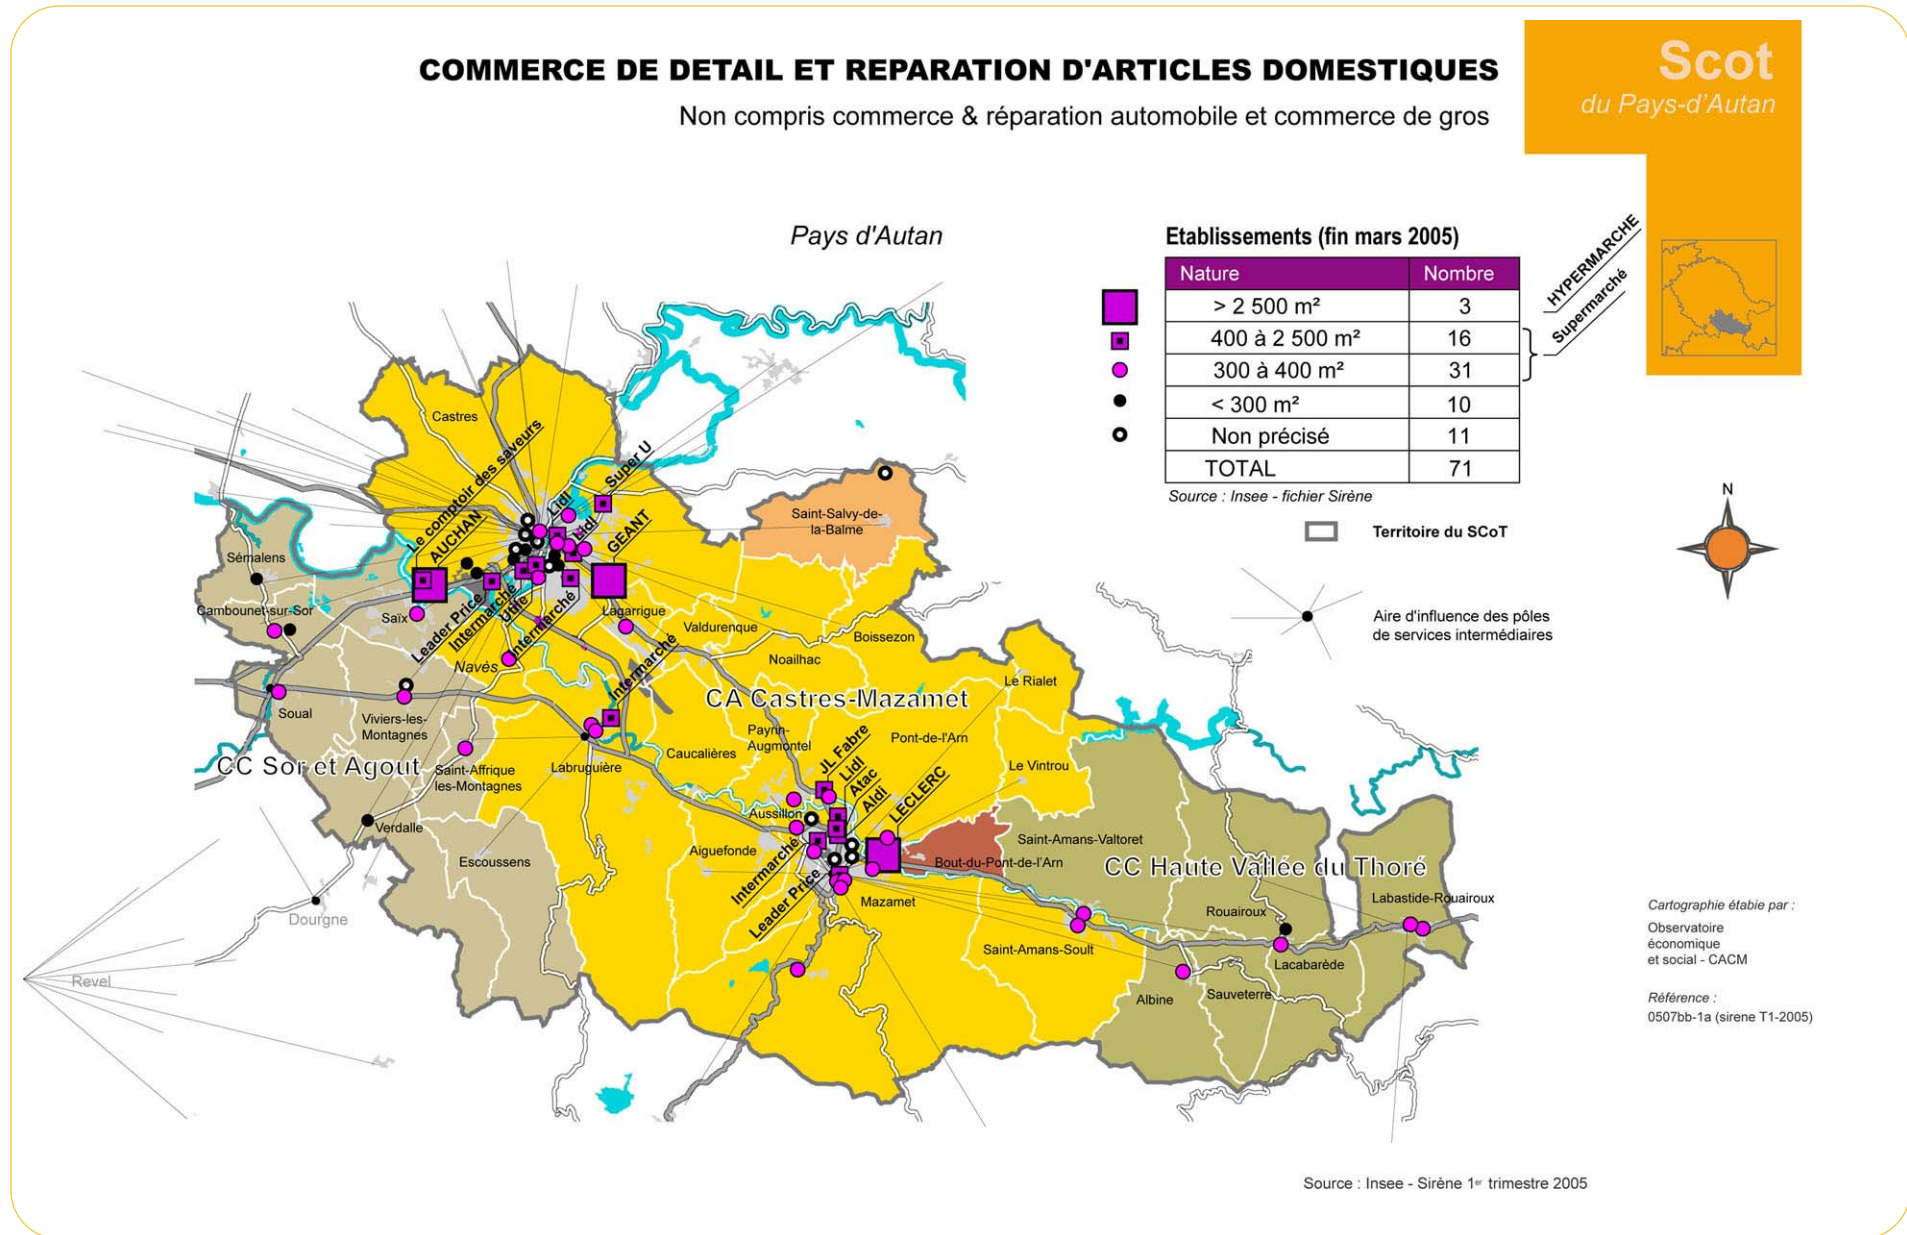 COMMERCE DE DETAIL ET REPARATION D'ARTICLES DOMESTIQUES
Non compris commerce & réparation automobile et commerce de gros
Scot
du Pays-d'Autan
Pays d'Autan
Etablissements (fin mars 2005)
Nature Nombre
> 2 500 m² 3
400 à 2 500 m² 16
300 à 400 m² 31
< 300 m² 10
Non précisé 11
TOTAL 71
HYPERMARCHE
Supermarché
Source : Insee - fichier Sirène
Territoire du SCoT
N
Aire d'influence des pôles
de services intermédiaires
Castres
Le comptoir des saveurs
AUCHAN
Lidl
Super U
Lidl
GEANT
Saint-Salvy-de-
la-Balme
Sémalens
Cambounet-sur-Sor
Saïx
Leader Price
Intermarché
Utile
Intermarché
Lagarrigue
Valdurenque
Boissezon
Navès
Noailhac
Intermarché
Le Rialet
CA Castres-Mazamet
Soual
Viviers-les-
Montagnes
Payrin-
Augmontel
Pont-de-l'Arn
Caucalières
JL Fabre
Lidl
Atac
Aldi
LECLERC
Le Vintrou
CC Sor et Agout
Saint-Affrique
les-Montagnes
Labruguière
Aussillon
Verdalle
Escoussens
Aiguefonde
Intermarché
Leader Price
Saint-Amans-Valtoret
Bout-du-Pont-de-l'Arn
CC Haute Vallée du Thoré
Mazamet
Labastide-Rouairoux
Rouairoux
Dourgne
Saint-Amans-Soult
Lacabarède
Revel
Albine
Sauveterre
Cartographie étabie par :
Observatoire
économique
et social - CACM
Référence :
0507bb-1a (sirene T1-2005)
Source : Insee - Sirène 1er trimestre 2005